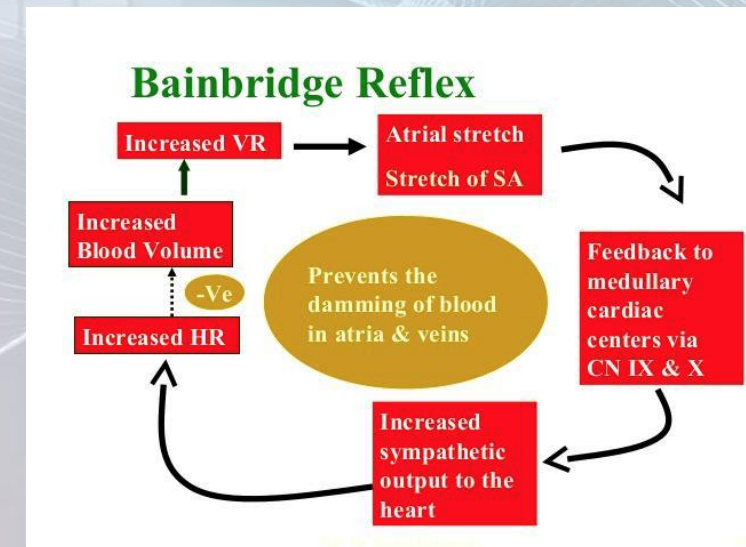 Bainbridge Reflex
Increased VR
Atrial stretch
Stretch of SA
Increased
Blood Volume
-Ve
Increased HR
Prevents the
damming of blood
in atria & veins
Feedback to
medullary
cardiac
centers via
CN IX & X
Increased
sympathetic
output to the
heart